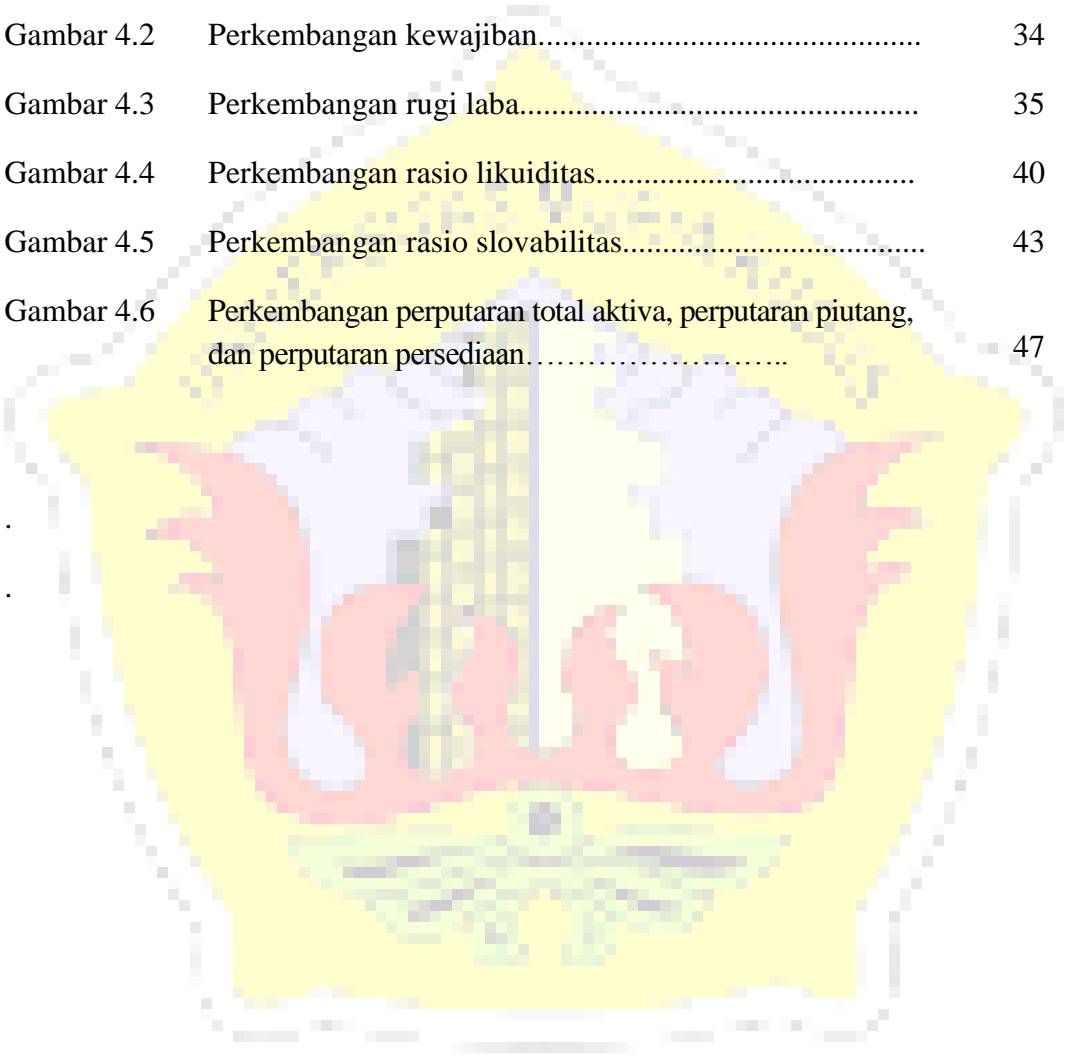 Gambar 4.2 Perkembangan kewajiban............................................... 34
Gambar 4.3 Perkembangan rugi laba................................................. 35
Gambar 4.4 Perkembangan rasio likuiditas....................................... 40
Gambar 4.5 Perkembangan rasio slovabilitas..................................... 43
Gambar 4.6 Perkembangan perputaran total aktiva, perputaran piutang,
dan perputaran persediaan…………………….. 47
.
.